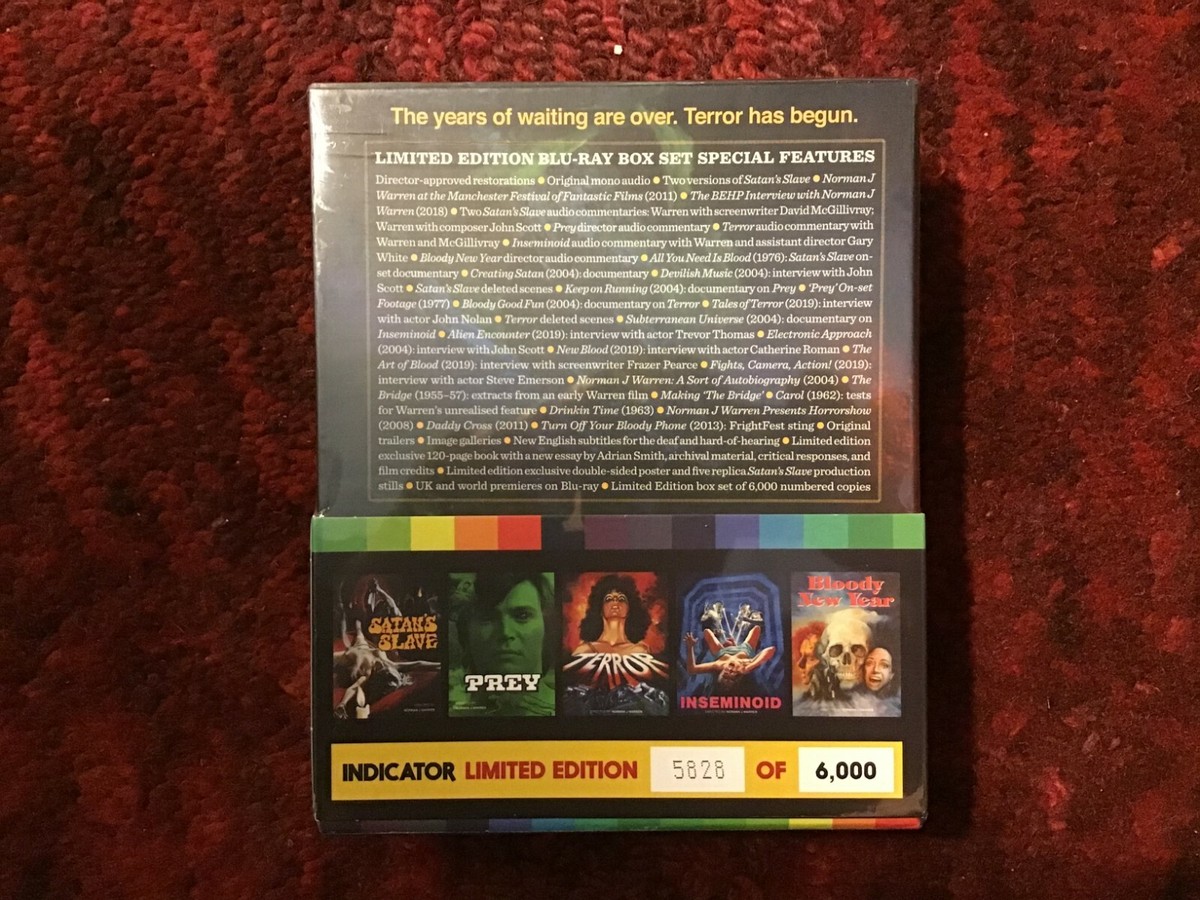 The years of waiting are over. Terror has begun.
LIMITED EDITION BLU-RAY BOX SET SPECIAL FEATURES
Director-approved restorations ● Original mono audio ● Two versions of Satan's Slave ● Norman J
Warren at the Manchester Festival of Fantastic Films (2011) ● The BEHP Interview with Norman J
Warren (2018) ● Two Satan's Slave audio commentaries: Warren with screenwriter David McGillivray;
Warren with composer John Scott ● Prey director audio commentary ● Terror audio commentary with
Warren and McGillivray ● Inseminoid audio commentary with Warren and assistant director Gary
White ● Bloody New Year director audio commentary ● All You Need Is Blood (1976): Satan's Slave on-
set documentary ● Creating Satan (2004): documentary ● Devilish Music (2004): interview with John
Scott ● Satan's Slave deleted scenes ● Keep on Running (2004): documentary on Prey ● 'Prey' On-set
Footage (1977) ● Bloody Good Fun (2004): documentary on Terror ● Tales of Terror (2019): interview
with actor John Nolan ● Terror deleted scenes ● Subterranean Universe (2004): documentary on
Inseminoid ● Alien Encounter (2019): interview with actor Trevor Thomas ● Electronic Approach
(2004): interview with John Scott ● New Blood (2019): interview with actor Catherine Roman ● The
Art of Blood (2019): interview with screenwriter Frazer Pearce ● Fights, Camera, Action! (2019):
interview with actor Steve Emerson ● Norman J Warren: A Sort of Autobiography (2004) ● The
Bridge (1955–57): extracts from an early Warren film ● Making 'The Bridge' ● Carol (1962): tests
for Warren's unrealised feature ● Drinkin Time (1963) ● Norman J Warren Presents Horrorshow
(2008) ● Daddy Cross (2011) ● Turn Off Your Bloody Phone (2013): FrightFest sting ● Original
trailers ● Image galleries ● New English subtitles for the deaf and hard-of-hearing ● Limited edition
exclusive 120-page book with a new essay by Adrian Smith, archival material, critical responses, and
film credits ● Limited edition exclusive double-sided poster and five replica Satan's Slave production
stills ● UK and world premieres on Blu-ray ● Limited Edition box set of 6,000 numbered copies
SATAN'S
SLAVE
PREY
TERROR
INSEMINOID
Bloody
New Year
INDICATOR LIMITED EDITION 5828 OF 6,000